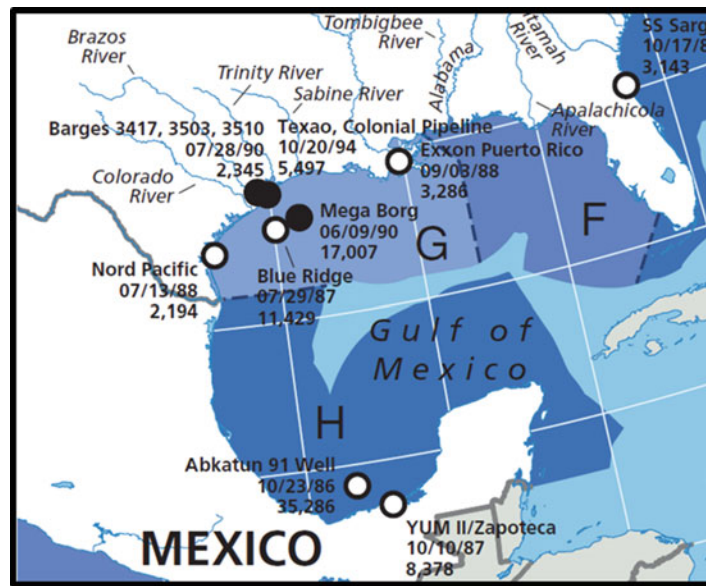 Brazos
River
Tombigbee
River
Alabama
River
SS Sarg
10/17/8
3,143
Trinity River
Sabine River
Apalachicola
River
Barges 3417, 3503, 3510
07/28/90
2,345
Texao, Colonial Pipeline
10/20/94
5,497
Exxon Puerto Rico
09/03/88
3,286
Colorado
River
Mega Borg
06/09/90
17,007
G
F
Nord Pacific
07/13/88
2,194
Blue Ridge
07/29/87
11,429
Gulf of
Mexico
H
Abkatun 91 Well
10/23/86
35,286
YUM II/Zapoteca
10/10/87
8,378
MEXICO